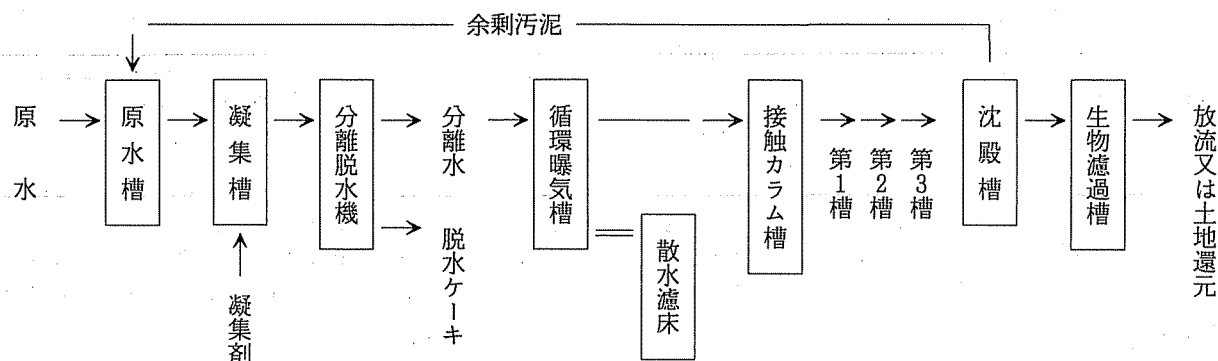 余剰汚泥
原水
原水槽
凝集槽
凝集剤
分離脱水機
分離水
脱水ケーキ
循環曝気槽
散水濾床
接触カラム槽
第1槽
第2槽
第3槽
沈殿槽
生物濾過槽
放流又は土地還元